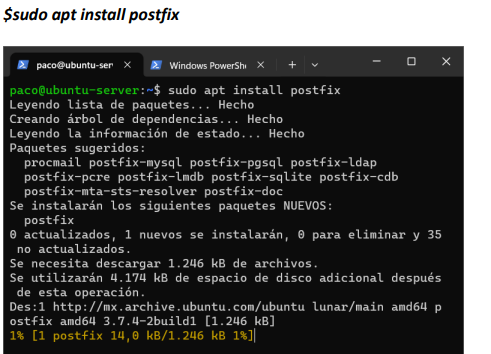 $sudo apt install postfix
paco@ubuntu-ser
Windows PowerShe
paco@ubuntu-server:~$ sudo apt install postfix
Leyendo lista de paquetes... Hecho
Creando árbol de dependencias... Hecho
Leyendo la información de estado... Hecho
Paquetes sugeridos:
procmail postfix-mysql postfix-pgsql postfix-ldap
postfix-pcre postfix-lmdb postfix-sqlite postfix-cdb
postfix-mta-sts-resolver postfix-doc
Se instalarán los siguientes paquetes NUEVOS:
postfix
0 actualizados, 1 nuevos se instalarán, 0 para eliminar y 35
no actualizados.
Se necesita descargar 1.246 kB de archivos.
Se utilizarán 4.174 kB de espacio de disco adicional después
de esta operación.
Des:1 http://mx.archive.ubuntu.com/ubuntu lunar/main amd64 p
ostfix amd64 3.7.4-2build1 [1.246 kB]
1% [1 postfix 14,0 kB/1.246 kB 1%]